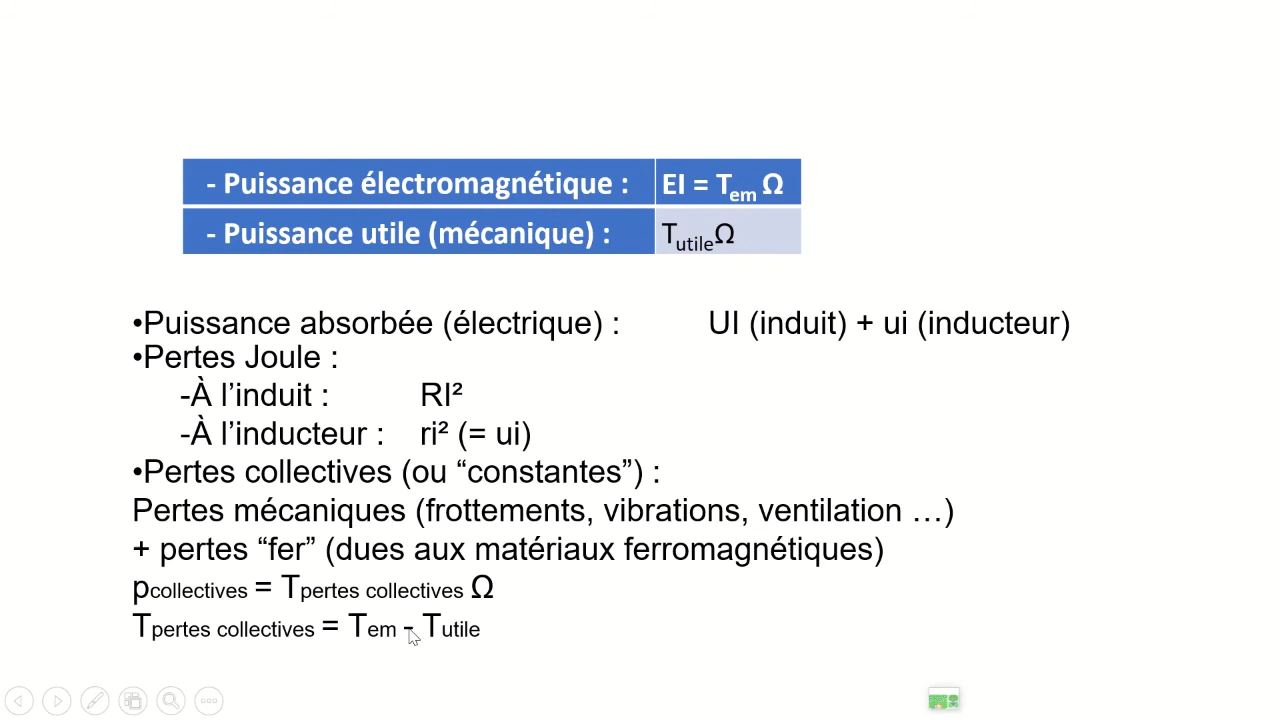 - Puissance électromagnétique : EI = Tem Ω
- Puissance utile (mécanique) : TutileΩ
•Puissance absorbée (électrique) : UI (induit) + ui (inducteur)
•Pertes Joule :
-À l’induit : RI²
-À l’inducteur : ri² (= ui)
•Pertes collectives (ou “constantes”) :
Pertes mécaniques (frottements, vibrations, ventilation …)
+ pertes “fer” (dues aux matériaux ferromagnétiques)
pcollectives = Tpertes collectives Ω
Tpertes collectives = Tem - Tutile